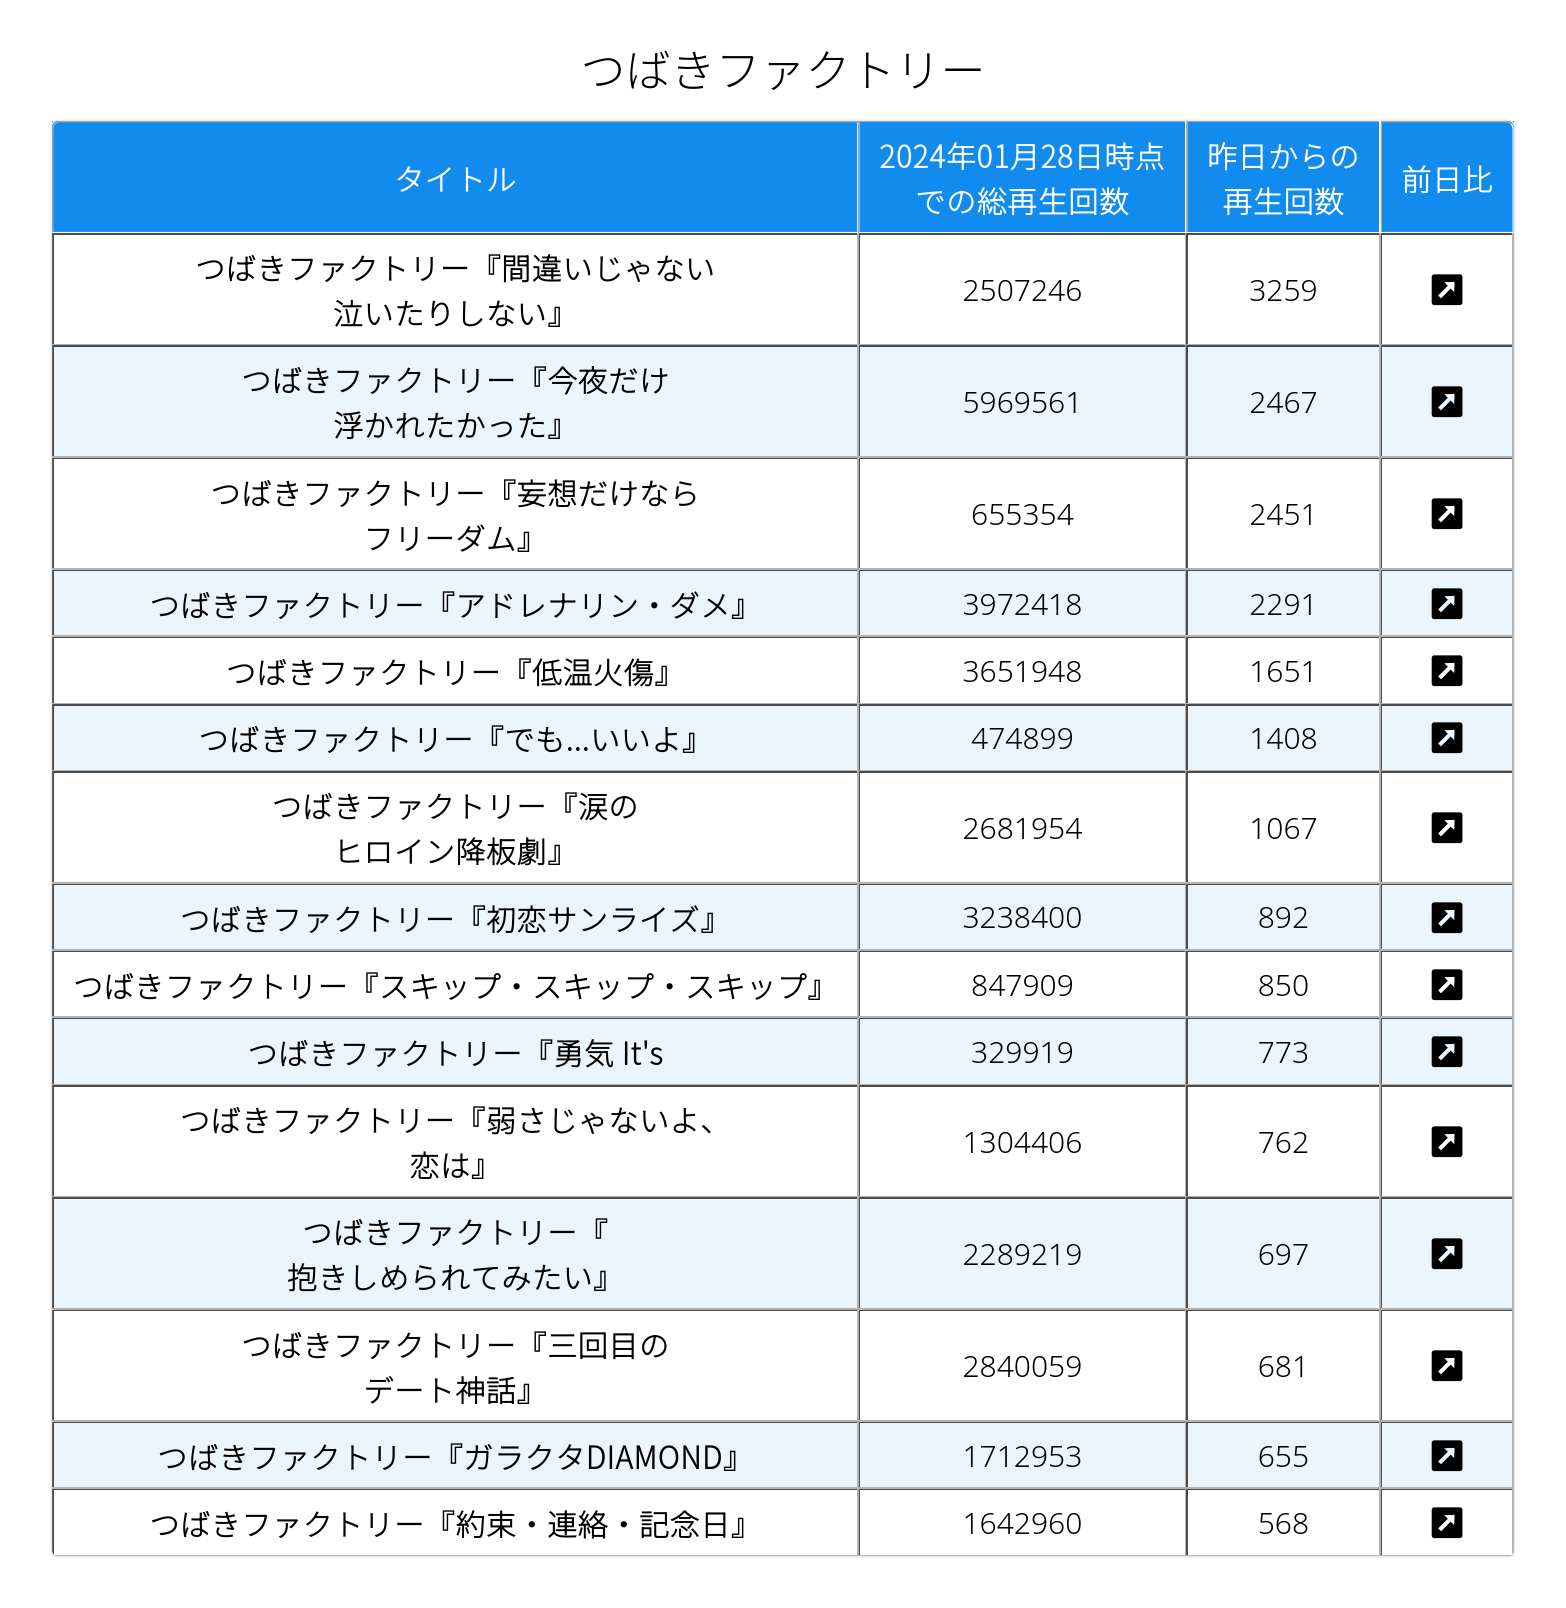 つばきファクトリー
タイトル
2024年01月28日時点
での総再生回数
昨日からの
再生回数
前日比
つばきファクトリー『間違いじゃない
泣いたりしない』
2507246
3259
つばきファクトリー『今夜だけ
浮かれたかった』
5969561
2467
つばきファクトリー『妄想だけなら
フリーダム』
655354
2451
つばきファクトリー『アドレナリン・ダメ』
3972418
2291
つばきファクトリー『低温火傷』
3651948
1651
つばきファクトリー『でも...いいよ』
474899
1408
つばきファクトリー『涙の
ヒロイン降板劇』
2681954
1067
つばきファクトリー『初恋サンライズ』
3238400
892
つばきファクトリー『スキップ・スキップ・スキップ』
847909
850
つばきファクトリー『勇気 It's
329919
773
つばきファクトリー『弱さじゃないよ、
恋は』
1304406
762
つばきファクトリー『
抱きしめられてみたい』
2289219
697
つばきファクトリー『三回目の
デート神話』
2840059
681
つばきファクトリー『ガラクタDIAMOND』
1712953
655
つばきファクトリー『約束・連絡・記念日』
1642960
568